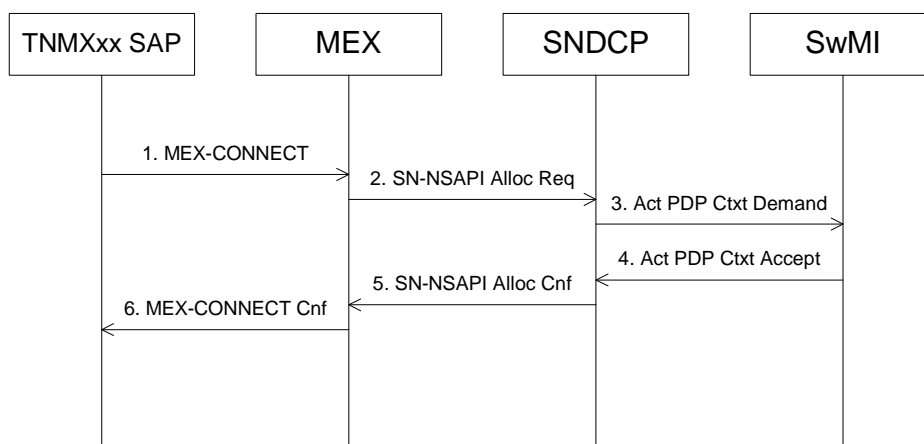 TNMXxx SAP
MEX
SNDCP
SwMI
1. MEX-CONNECT
2. SN-NSAPI Alloc Req
3. Act PDP Ctxt Demand
4. Act PDP Ctxt Accept
5. SN-NSAPI Alloc Cnf
6. MEX-CONNECT Cnf